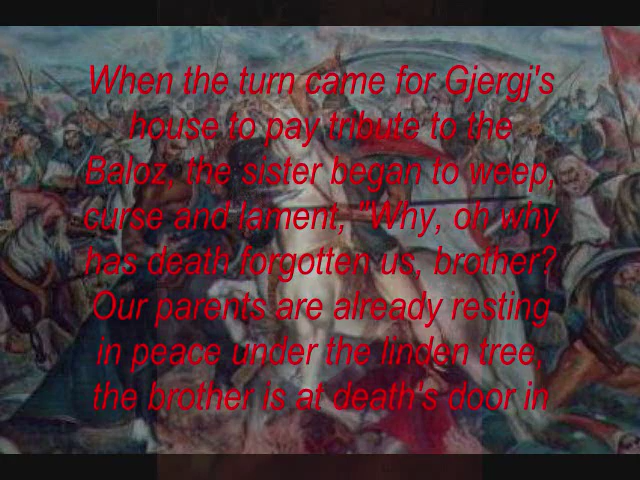 When the turn came for Gjergj's
house to pay tribute to the
Baloz, the sister began to weep,
curse and lament, "Why, oh why
has death forgotten us, brother?
Our parents are already resting
in peace under the linden tree,
the brother is at death's door in